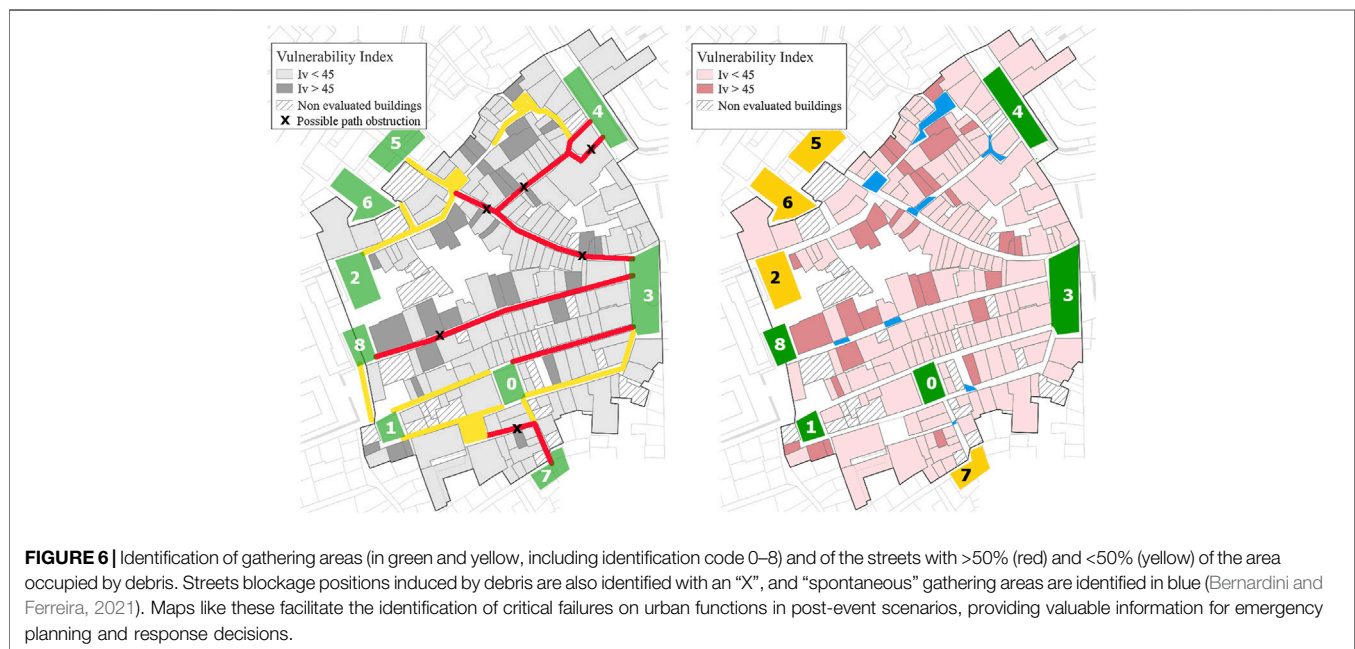 Vulnerability Index
Iv < 45
Iv > 45
Non evaluated buildings
x Possible path obstruction
5
4
6
2
3
8
0
1
7
x
x
x
x
x
x
Vulnerability Index
Iv < 45
Iv > 45
Non evaluated buildings
4
5
6
2
3
8
0
1
7
FIGURE 6 | Identification of gathering areas (in green and yellow, including identification code 0–8) and of the streets with >50% (red) and <50% (yellow) of the area
occupied by debris. Streets blockage positions induced by debris are also identified with an “X”, and “spontaneous” gathering areas are identified in blue (Bernardini and
Ferreira, 2021). Maps like these facilitate the identification of critical failures on urban functions in post-event scenarios, providing valuable information for emergency
planning and response decisions.